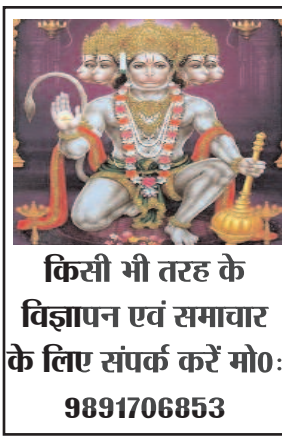 किसी भी तरह के
विज्ञापन एवं समाचार
के लिए संपर्क करें मो0:
9891706853